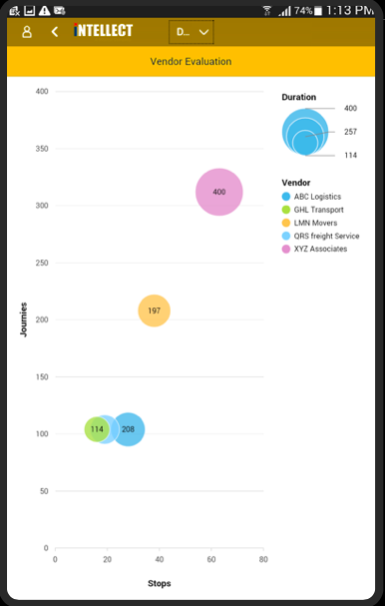 74% 1:13 PM
iNTELLECT
D...
Vendor Evaluation
400
350
300
250
200
150
100
50
0
0 20 40 60 80
Journies
Stops
400
197
114
208
Duration
400
257
114
Vendor
ABC Logistics
GHL Transport
LMN Movers
QRS freight Service
XYZ Associates